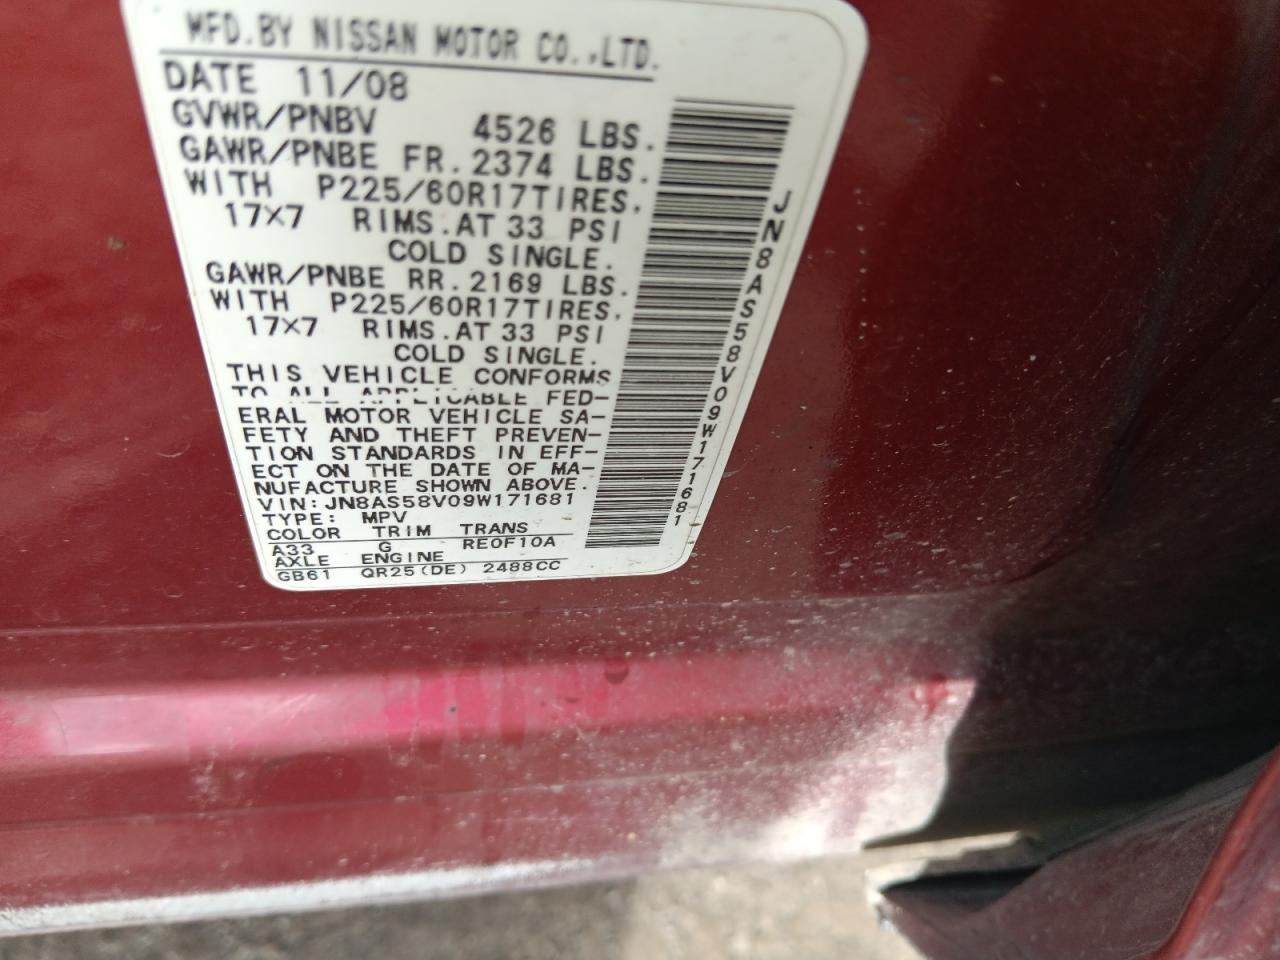 MFD.BY NISSAN MOTOR CO.,LTD.
DATE 11/08
GVWR/PNBV 4526 LBS.
GAWR/PNBE FR. 2374 LBS.
WITH P225/60R17TIRES.
17×7 RIMS.AT 33 PSI
COLD SINGLE.
GAWR/PNBE RR. 2169 LBS.
WITH P225/60R17TIRES.
17×7 RIMS.AT 33 PSI
COLD SINGLE.
THIS VEHICLE CONFORMS
TO ALL APPLICABLE FED-
ERAL MOTOR VEHICLE SA-
FETY AND THEFT PREVEN-
TION STANDARDS IN EFF-
ECT ON THE DATE OF MA-
NUFACTURE SHOWN ABOVE.
VIN:JN8AS58V09W171681
TYPE: MPV
COLOR TRIM TRANS
A33 G RE0F10A
AXLE ENGINE
GB61 QR25(DE) 2488CC
JN8AS58V09W171681